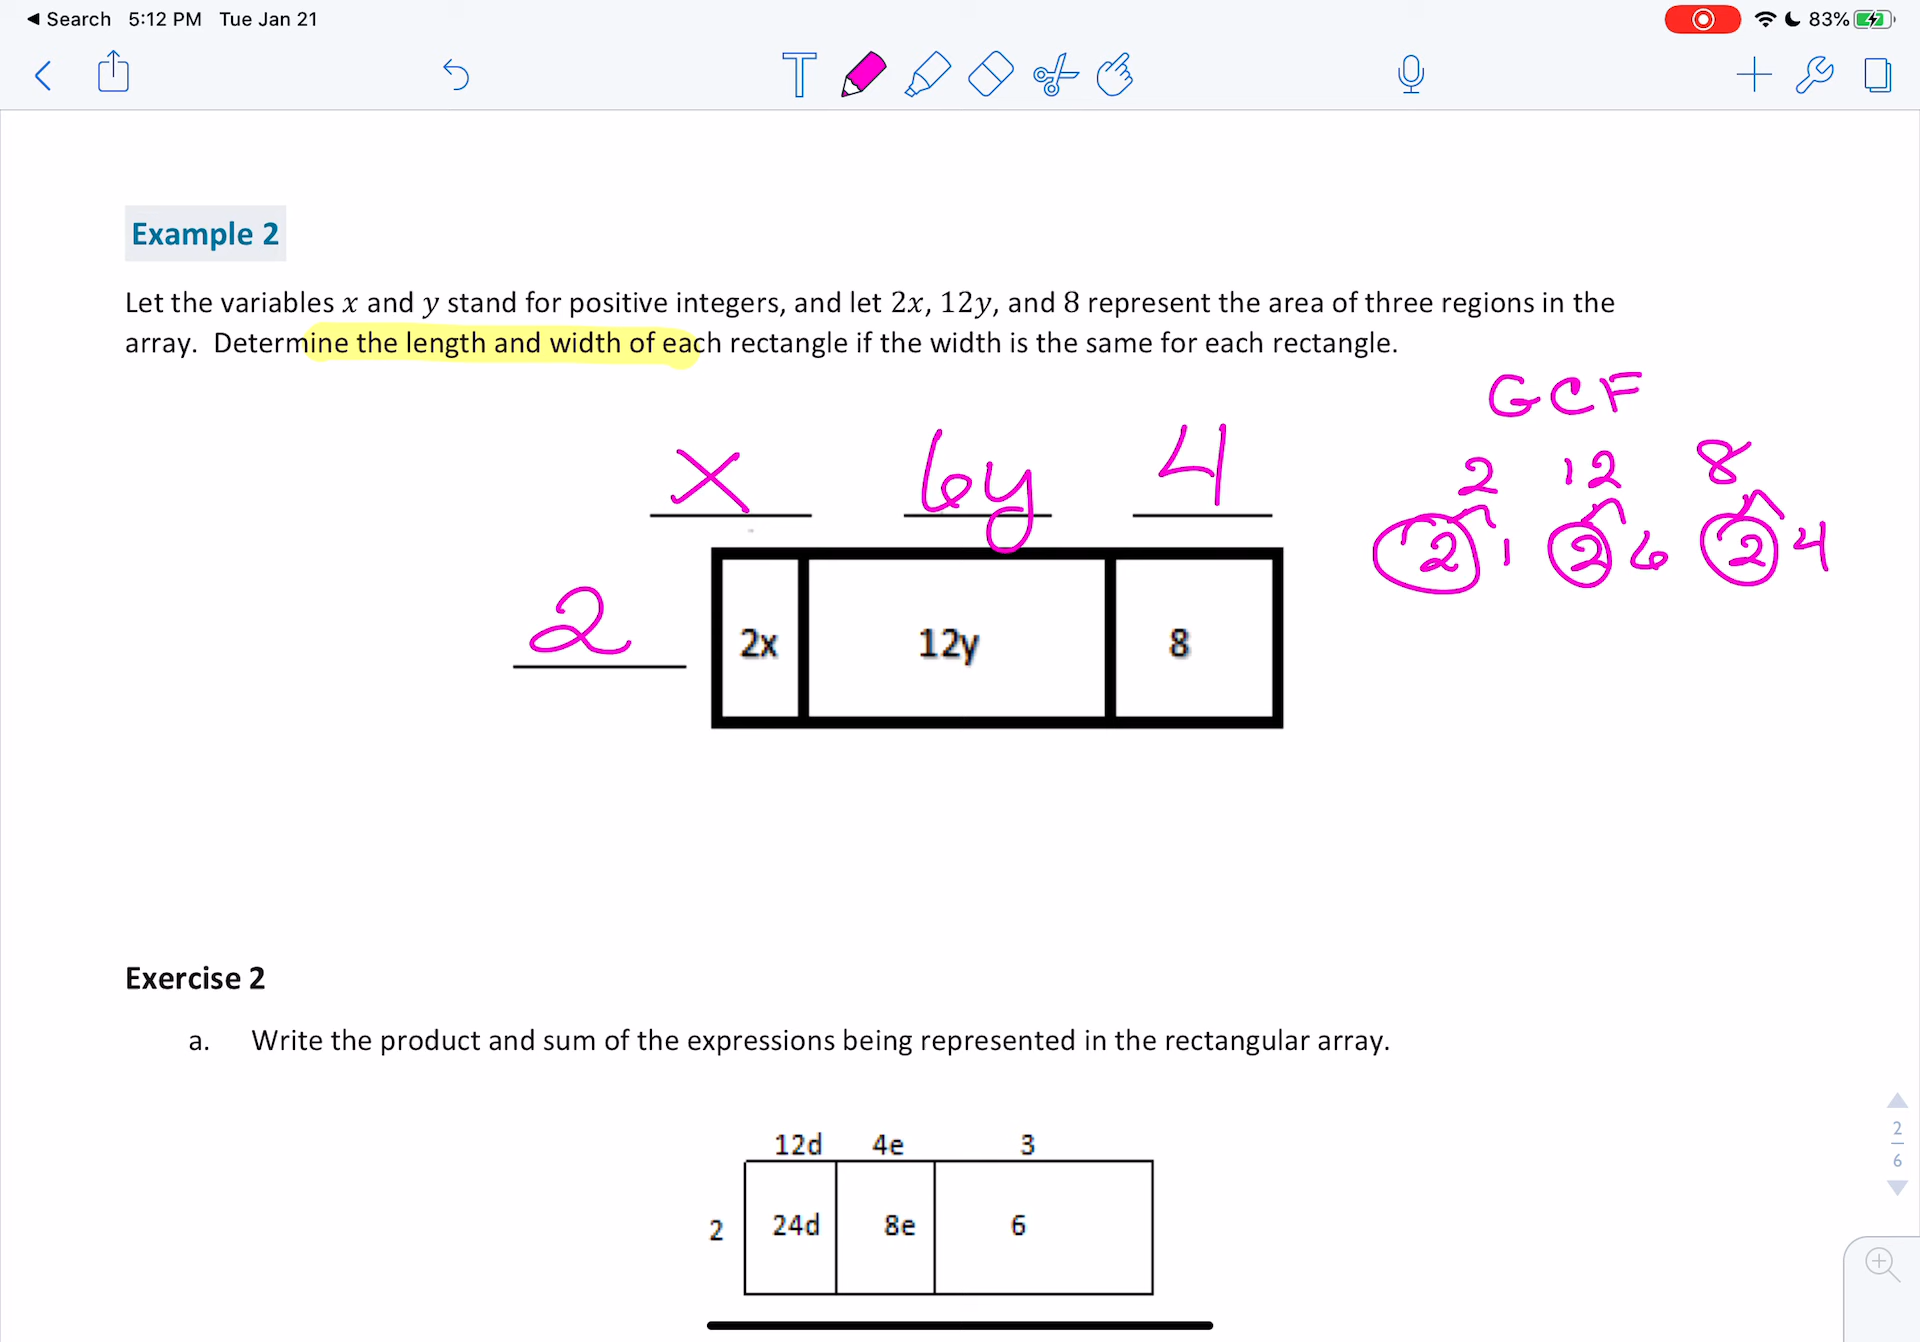 ◀ Search 5:12 PM Tue Jan 21 83%
T
Example 2
Let the variables x and y stand for positive integers, and let 2x, 12y, and 8 represent the area of three regions in the
array. Determine the length and width of each rectangle if the width is the same for each rectangle.
GCF
x 6y 4
2 12 8
2 1 2 6 2 4
2 2x 12y 8
Exercise 2
a. Write the product and sum of the expressions being represented in the rectangular array.
12d 4e 3
2 24d 8e 6
2
6